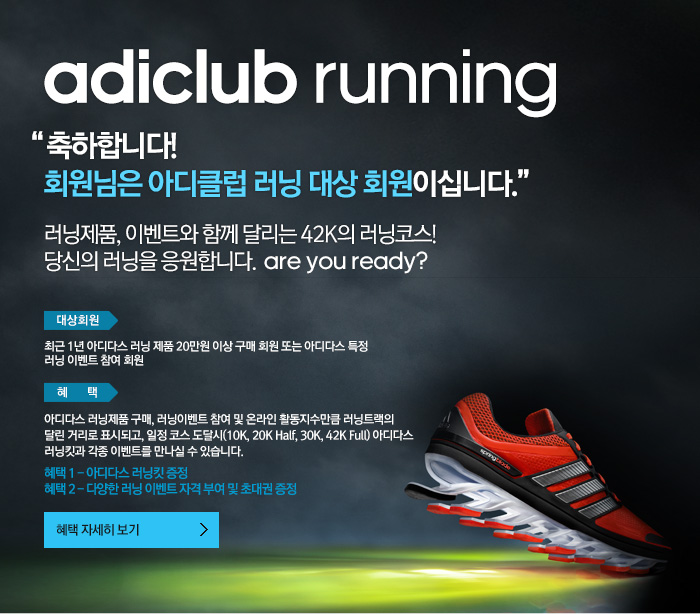 adiclub running
“ 축하합니다!
회원님은 아디클럽 러닝 대상 회원이십니다.”
러닝제품, 이벤트와 함께 달리는 42K의 러닝코스!
당신의 러닝을 응원합니다. are you ready?
대상회원
최근 1년 아디다스 러닝 제품 20만원 이상 구매 회원 또는 아디다스 특정
러닝 이벤트 참여 회원
혜 택
아디다스 러닝제품 구매, 러닝이벤트 참여 및 온라인 활동지수만큼 러닝트랙의
달린 거리로 표시되고, 일정 코스 도달시(10K, 20K Half, 30K, 42K Full) 아디다스
러닝킷과 각종 이벤트를 만나실 수 있습니다.
springblade
혜택 1 – 아디다스 러닝킷 증정
혜택 2 – 다양한 러닝 이벤트 자격 부여 및 초대권 증정
혜택 자세히 보기